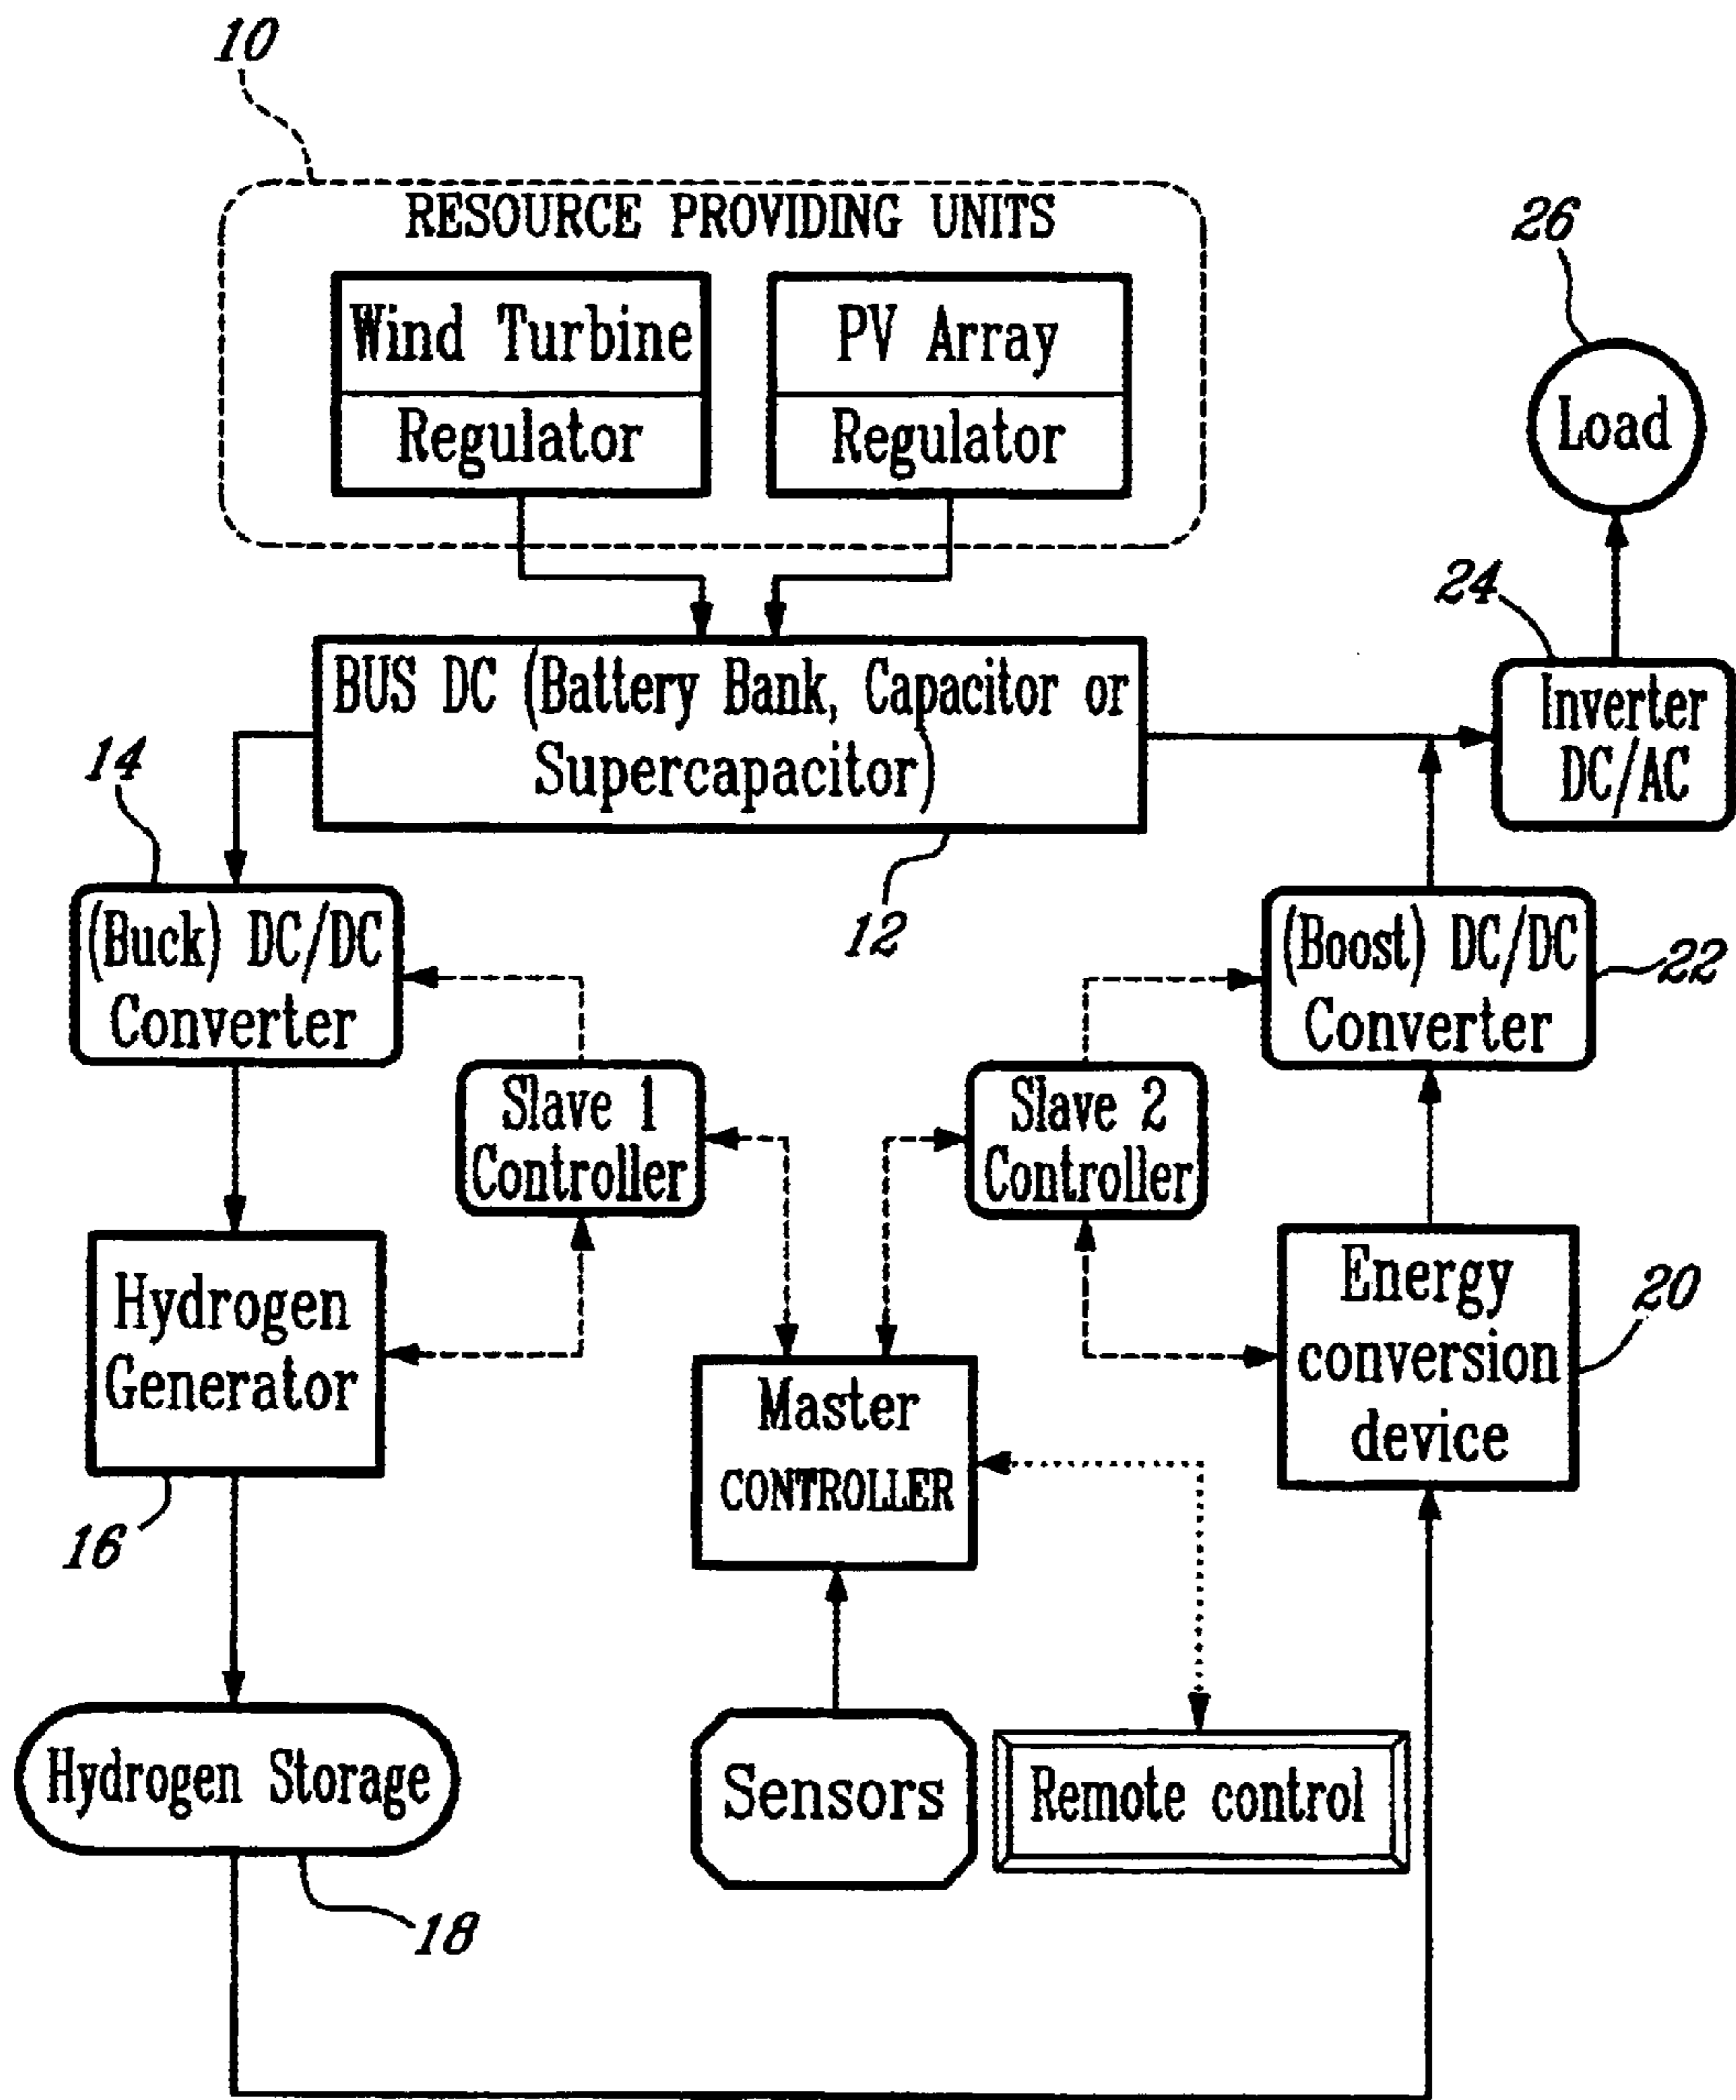 10
RESOURCE PROVIDING UNITS
Wind Turbine
Regulator
PV Array
Regulator
26
Load
24
Inverter
DC/AC
BUS DC (Battery Bank, Capacitor or
Supercapacitor)
12
14
(Buck) DC/DC
Converter
(Boost) DC/DC
Converter
22
Slave 1
Controller
Slave 2
Controller
Hydrogen
Generator
16
Energy
conversion
device
20
Master
CONTROLLER
Hydrogen Storage
18
Sensors
Remote control